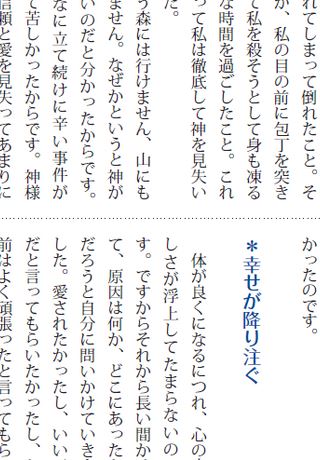 れてしまって倒れたこと。そ
か、私の目の前に包丁を突き
て私を殺そうとして身も凍る
な時間を過ごしたこと。これ
って私は徹底して神を見失い
た。
う森には行けません、山にも
ません。なぜかというと神が
いのだと分かったからです。
なに立て続けに辛い事件が
て苦しかったからです。神様
信頼と愛を見失ってあまりに
かったのです。
＊幸せが降り注ぐ
体が良くになるにつれ、心の
しさが浮上してたまらないの
す。ですからそれから長い間か
て、原因は何か、どこにあった
だろうと自分に問いかけていき
した。愛されたかったし、いい
だと言ってもらいたかったし、
前はよく頑張ったと言ってもら